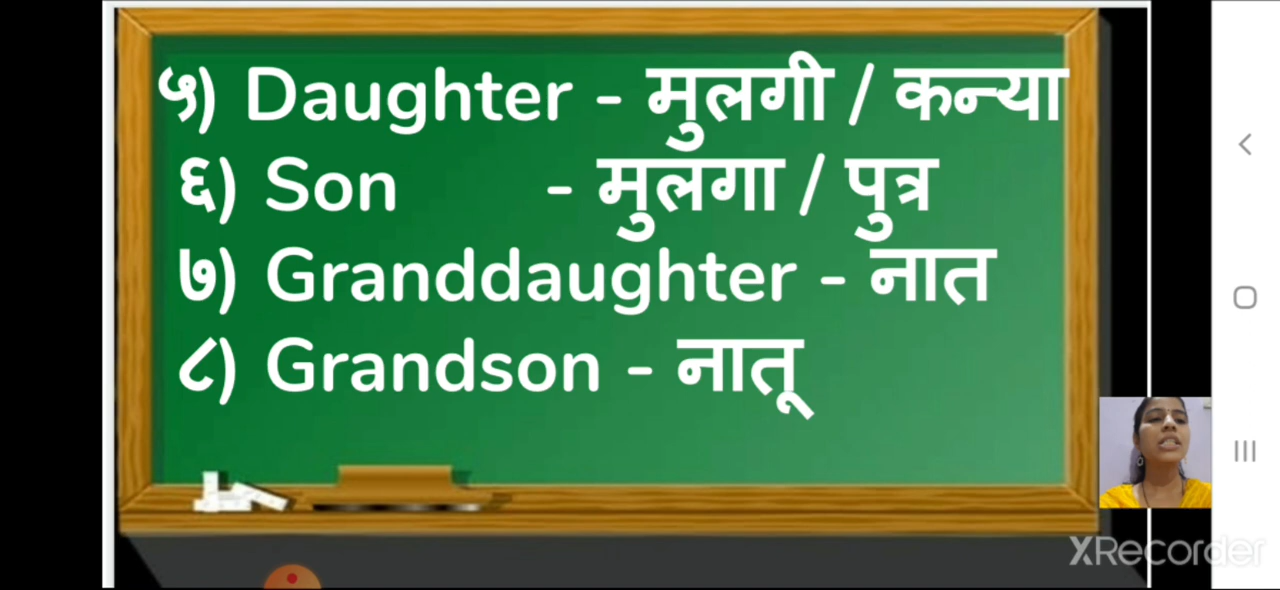 ५) Daughter - मुलगी / कन्या
६) Son - मुलगा / पुत्र
७) Granddaughter - नात
८) Grandson - नातू
XRecorder